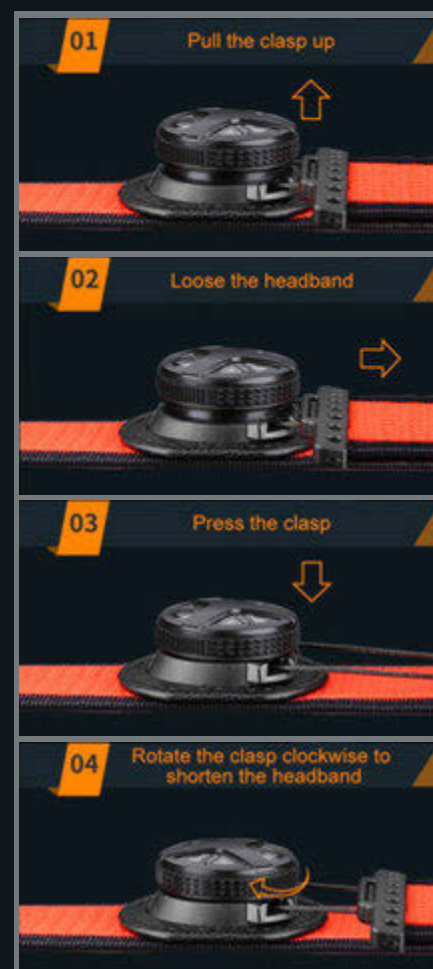 01
Pull the clasp up
02
Loose the headband
03
Press the clasp
04
Rotate the clasp clockwise to
shorten the headband